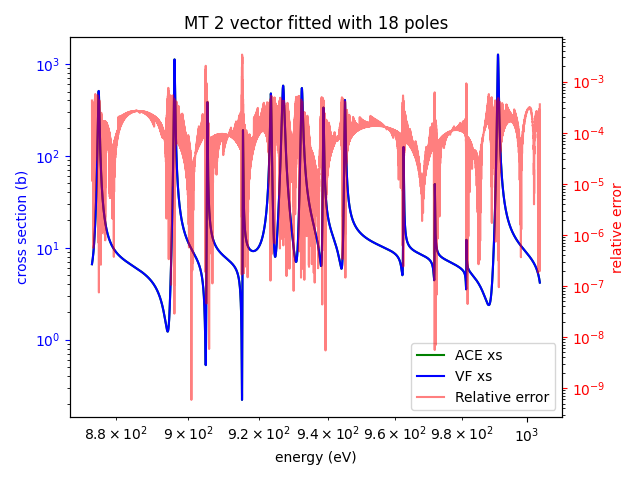 MT 2 vector fitted with 18 poles
10³
10²
10¹
10⁰
cross section (b)
10⁻³
10⁻⁴
10⁻⁵
10⁻⁶
10⁻⁷
10⁻⁸
10⁻⁹
relative error
ACE xs
VF xs
Relative error
8.8 × 10² 9 × 10² 9.2 × 10² 9.4 × 10² 9.6 × 10² 9.8 × 10² 10³
energy (eV)